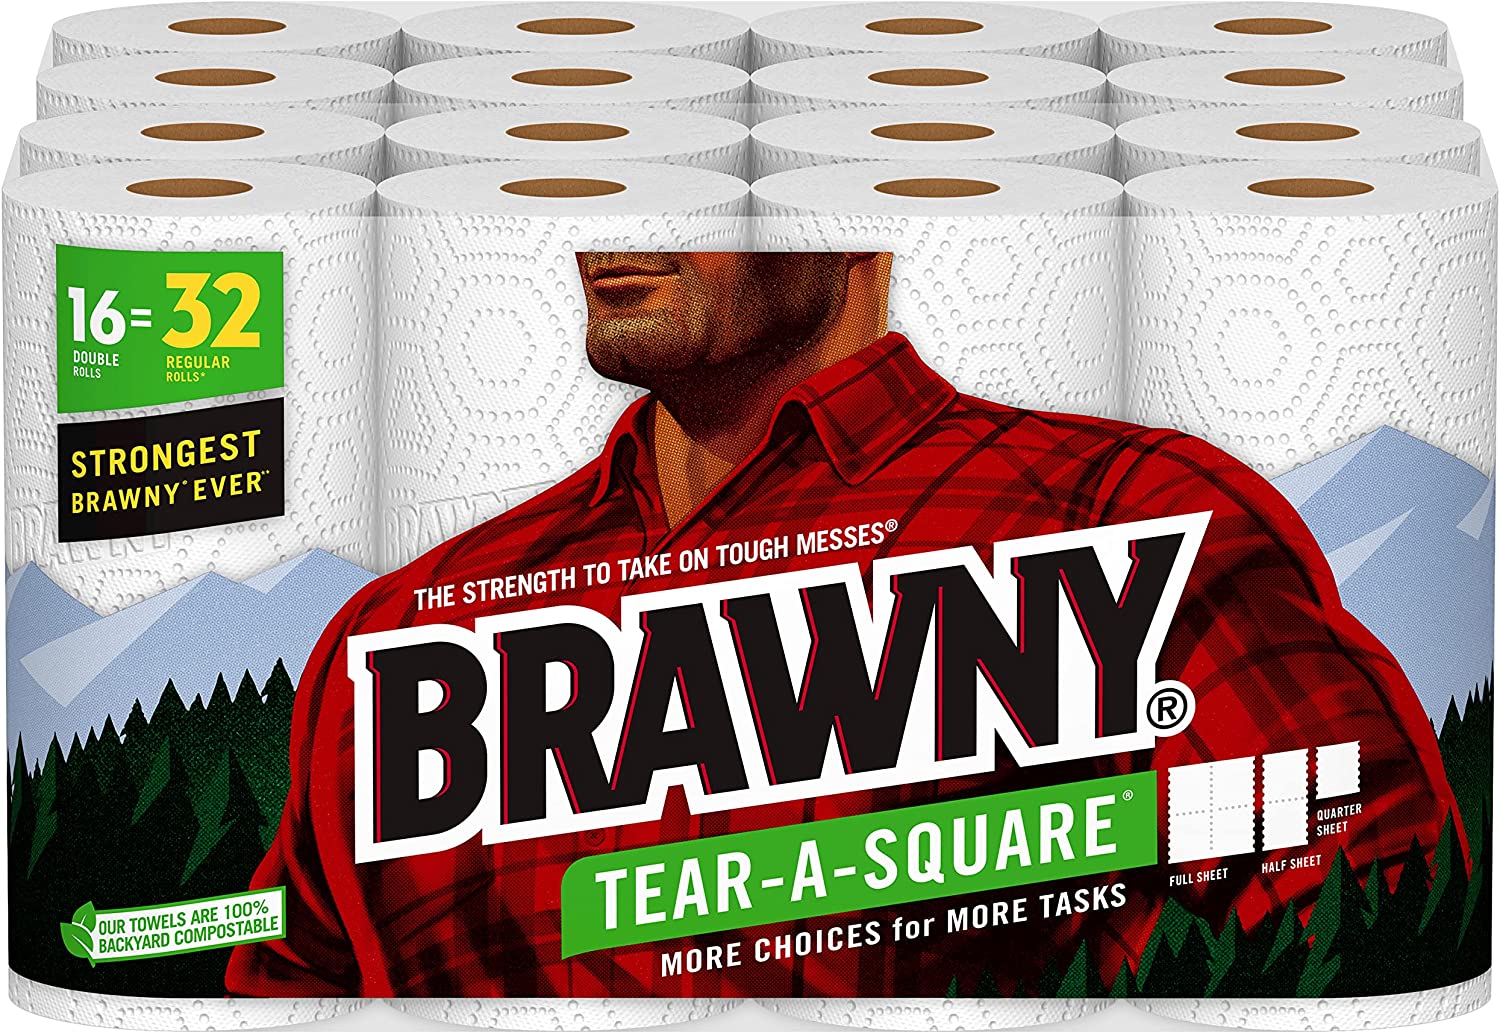 16 = 32
DOUBLE ROLLS
REGULAR ROLLS*
STRONGEST
BRAWNY® EVER**
THE STRENGTH TO TAKE ON TOUGH MESSES®
BRAWNY®
TEAR-A-SQUARE®
MORE CHOICES for MORE TASKS
FULL SHEET
HALF SHEET
QUARTER
SHEET
OUR TOWELS ARE 100%
BACKYARD COMPOSTABLE